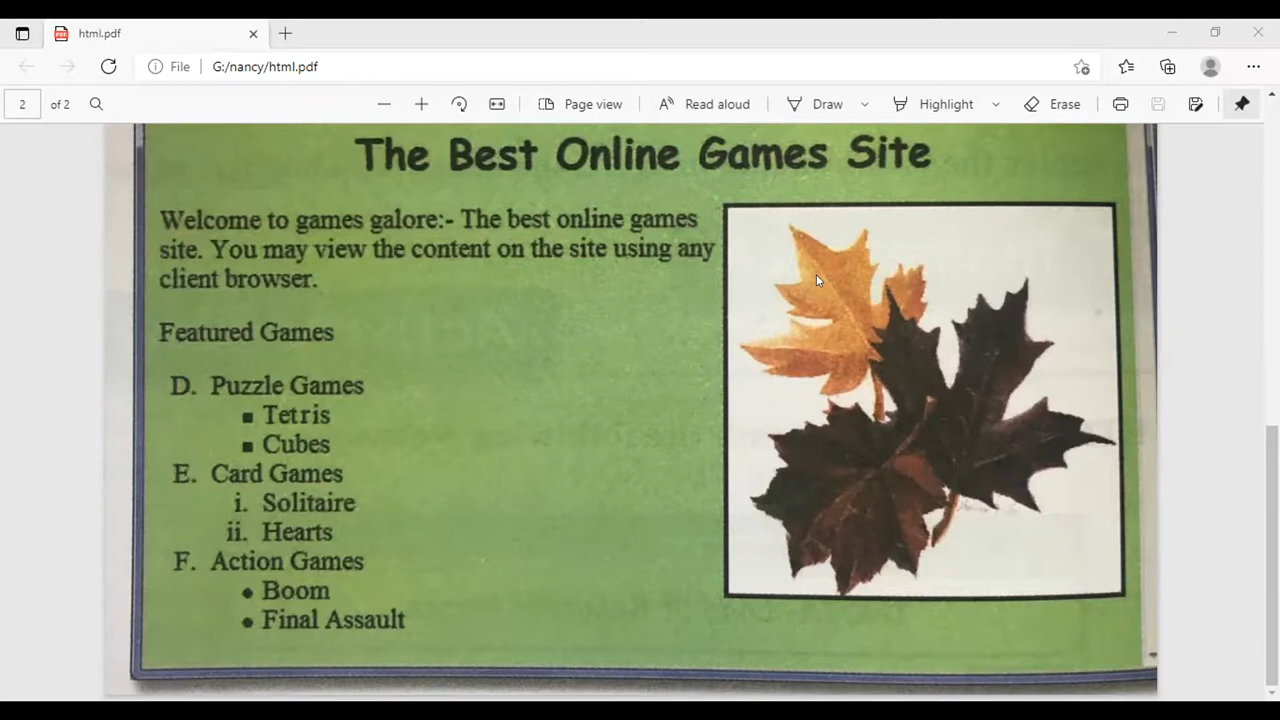 html.pdf
File
G:/nancy/html.pdf
2 of 2
Page view
Read aloud
Draw
Highlight
Erase
The Best Online Games Site
Welcome to games galore:- The best online games
site. You may view the content on the site using any
client browser.
Featured Games
D. Puzzle Games
▪ Tetris
▪ Cubes
E. Card Games
i. Solitaire
ii. Hearts
F. Action Games
• Boom
• Final Assault